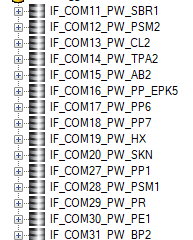 IF_COM11_PW_SBR1
IF_COM12_PW_PSM2
IF_COM13_PW_CL2
IF_COM14_PW_TPA2
IF_COM15_PW_AB2
IF_COM16_PW_PP_EPK5
IF_COM17_PW_PP6
IF_COM18_PW_PP7
IF_COM19_PW_HX
IF_COM20_PW_SKN
IF_COM27_PW_PP1
IF_COM28_PW_PSM1
IF_COM29_PW_PR
IF_COM30_PW_PE1
IF_COM31_PW_BP2